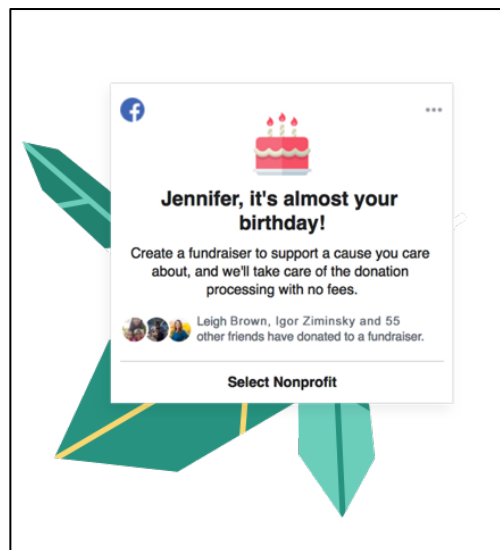 Jennifer, it's almost your
birthday!
Create a fundraiser to support a cause you care
about, and we'll take care of the donation
processing with no fees.
Leigh Brown, Igor Ziminsky and 55
other friends have donated to a fundraiser.
Select Nonprofit